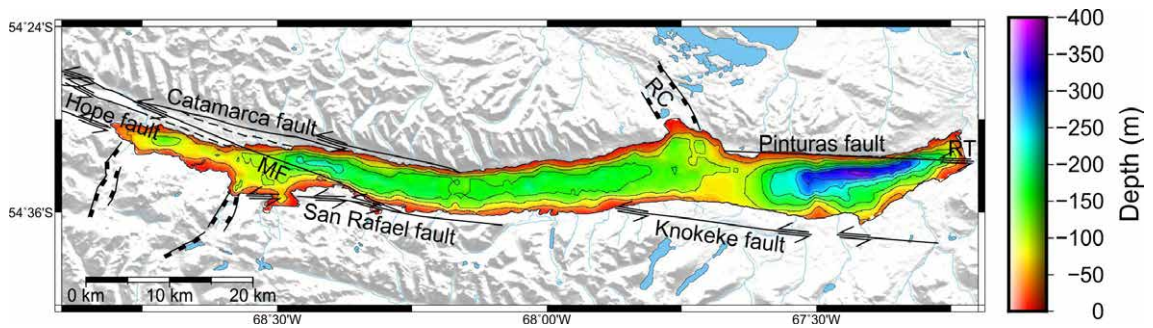 54˚24'S
54˚36'S
Hope fault
Catamarca fault
MF
San Rafael fault
RC
Pinturas fault
RT
Knokeke fault
0 km 10 km 20 km
68˚30'W
68˚00'W
67˚30'W
−400
−350
−300
−250
−200
−150
−100
−50
0
Depth (m)